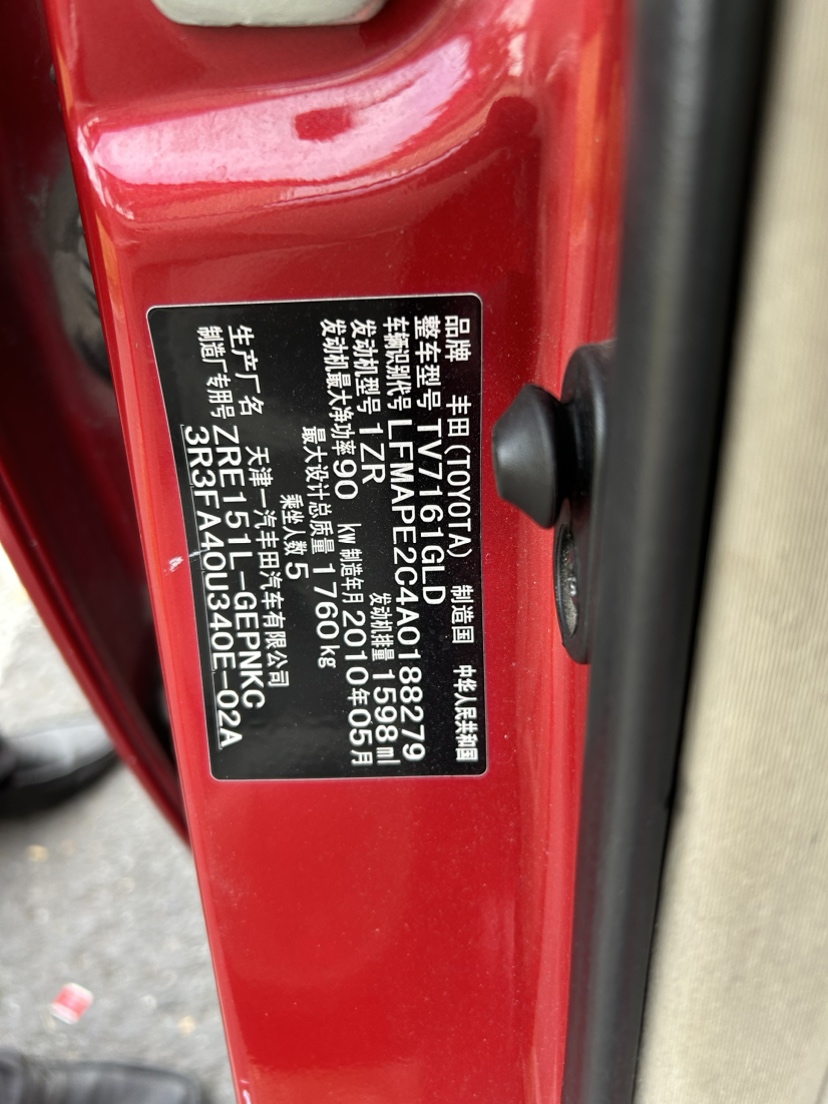 品牌 丰田(TOYOTA) 制造国 中华人民共和国
整车型号 TV7161GLD
车辆识别代号 LFMAPE2C4A0188279
发动机型号 1ZR 发动机排量 1598ml
发动机最大净功率 90 kW 制造年月 2010年05月
最大设计总质量 1760kg
乘坐人数 5
生产厂名 天津一汽丰田汽车有限公司
制造厂专用号 ZRE151L-GEPNKC
3R3FA40U340E-02A